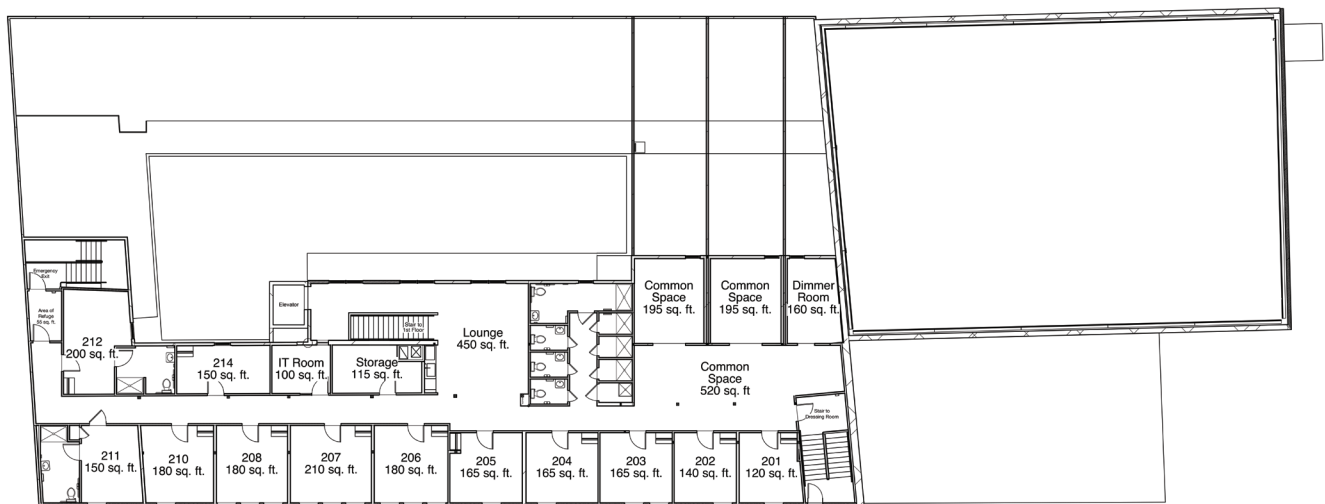 Emergency
Exit
Area of
Refuge
55 sq. ft.
212
200 sq. ft.
214
150 sq. ft.
Elevator
IT Room
100 sq. ft.
Stair to
1st Floor
Storage
115 sq. ft.
Lounge
450 sq. ft.
Common
Space
195 sq. ft.
Common
Space
195 sq. ft.
Dimmer
Room
160 sq. ft.
Common
Space
520 sq. ft
Stair to
Dressing Room
211
150 sq. ft.
210
180 sq. ft.
208
180 sq. ft.
207
210 sq. ft.
206
180 sq. ft.
205
165 sq. ft.
204
165 sq. ft.
203
165 sq. ft.
202
140 sq. ft.
201
120 sq. ft.